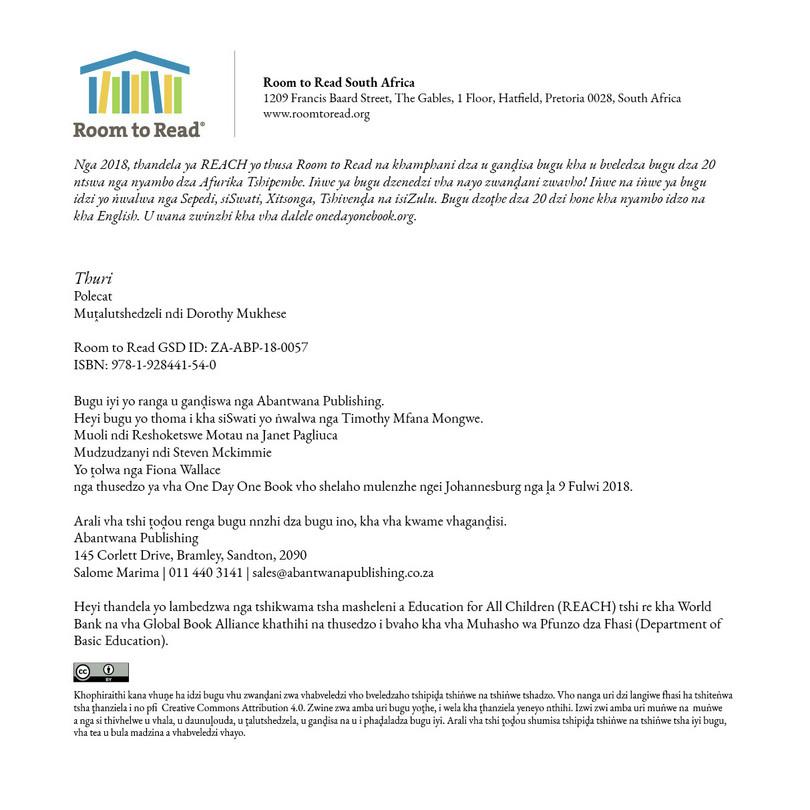 Room to Read®
Room to Read South Africa
1209 Francis Baard Street, The Gables, 1 Floor, Hatfield, Pretoria 0028, South Africa
www.roomtoread.org
Nga 2018, thandela ya REACH yo thusa Room to Read na khamphani dza u ganḓisa bugu kha u bveledza bugu dza 20
ntswa nga nyambo dza Afurika Tshipembe. Iṅwe ya bugu dzenedzi vha nayo zwanḓani zwavho! Iṅwe na iṅwe ya bugu
idzi yo ṅwalwa nga Sepedi, siSwati, Xitsonga, Tshivenḓa na isiZulu. Bugu dzoṱhe dza 20 dzi hone kha nyambo idzo na
kha English. U wana zwinzhi kha vha dalele onedayonebook.org.
Thuri
Polecat
Muṱalutshedzeli ndi Dorothy Mukhese
Room to Read GSD ID: ZA-ABP-18-0057
ISBN: 978-1-928441-54-0
Bugu iyi yo ranga u ganḓiswa nga Abantwana Publishing.
Heyi bugu yo thoma i kha siSwati yo ṅwalwa nga Timothy Mfana Mongwe.
Muoli ndi Reshoketswe Motau na Janet Pagliuca
Mudzudzanyi ndi Steven Mckimmie
Yo ṱolwa nga Fiona Wallace
nga thusedzo ya vha One Day One Book vho shelaho mulenzhe ngei Johannesburg nga ḽa 9 Fulwi 2018.
Arali vha tshi ṱoḓou renga bugu nnzhi dza bugu ino, kha vha kwame vhaganḓisi.
Abantwana Publishing
145 Corlett Drive, Bramley, Sandton, 2090
Salome Marima | 011 440 3141 | sales@abantwanapublishing.co.za
Heyi thandela yo lambedzwa nga tshikwama tsha masheleni a Education for All Children (REACH) tshi re kha World
Bank na vha Global Book Alliance khathihi na thusedzo i bvaho kha vha Muhasho wa Pfunzo dza Fhasi (Department of
Basic Education).
cc BY
Khophiraithi kana vhuṋe ha idzi bugu vhu zwanḓani zwa vhabveledzi vho bveledzaho tshipiḓa tshiṅwe na tshiṅwe tshadzo. Vho nanga uri dzi langiwe fhasi ha tshiteṅwa
tsha ṱhanziela i no pfi Creative Commons Attribution 4.0. Zwine zwa amba uri bugu yoṱhe, i wela kha ṱhanziela yeneyo nthihi. Izwi zwi amba uri muṅwe na muṅwe
a nga si thivhelwe u vhala, u daunuḽouda, u ṱalutshedzela, u ganḓisa na u i phaḓaladza bugu iyi. Arali vha tshi ṱoḓou shumisa tshipiḓa tshiṅwe na tshiṅwe tsha iyi bugu,
vha tea u bula madzina a vhabveledzi vhayo.